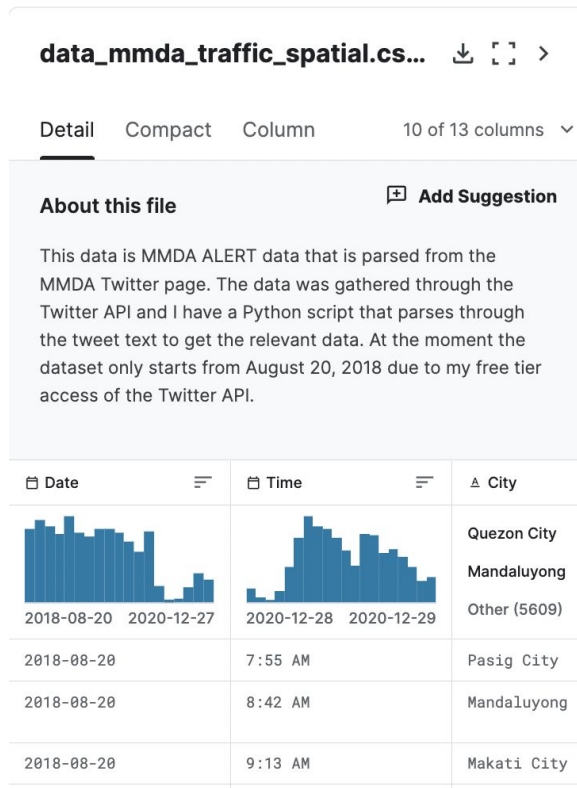 data_mmda_traffic_spatial.cs...
Detail Compact Column 10 of 13 columns
About this file
Add Suggestion
This data is MMDA ALERT data that is parsed from the
MMDA Twitter page. The data was gathered through the
Twitter API and I have a Python script that parses through
the tweet text to get the relevant data. At the moment the
dataset only starts from August 20, 2018 due to my free tier
access of the Twitter API.
Date Time City
Quezon City
Mandaluyong
Other (5609)
2018-08-20 2020-12-27 2020-12-28 2020-12-29
2018-08-20 7:55 AM Pasig City
2018-08-20 8:42 AM Mandaluyong
2018-08-20 9:13 AM Makati City